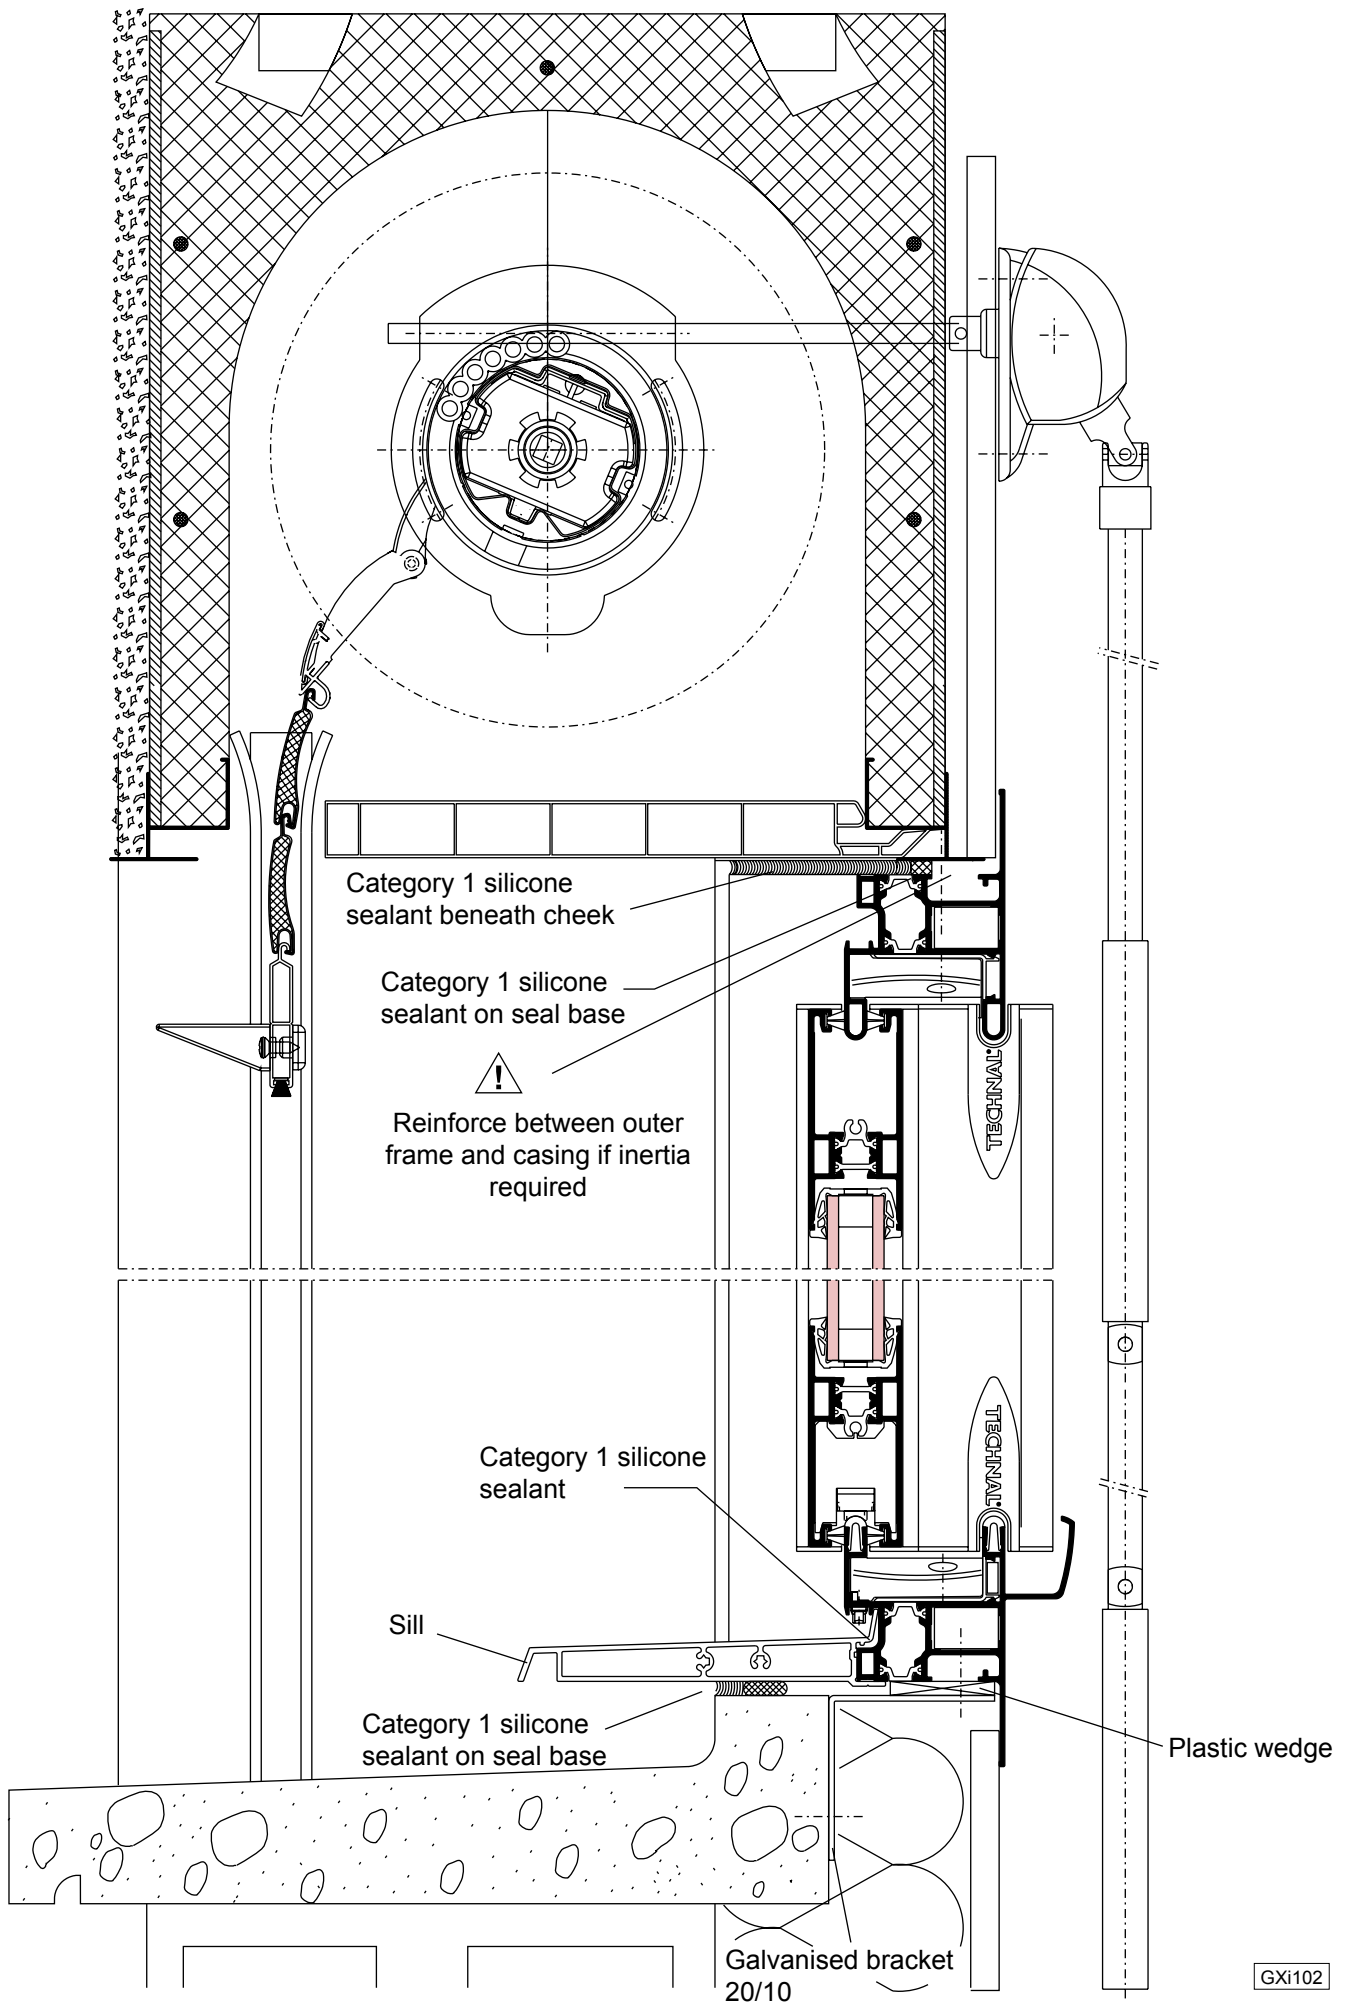 Category 1 silicone
sealant beneath cheek
Category 1 silicone
sealant on seal base
!
Reinforce between outer
frame and casing if inertia
required
TECHNAL
Category 1 silicone
sealant
TECHNAL
Sill
Category 1 silicone
sealant on seal base
Plastic wedge
Galvanised bracket
20/10
GXi102